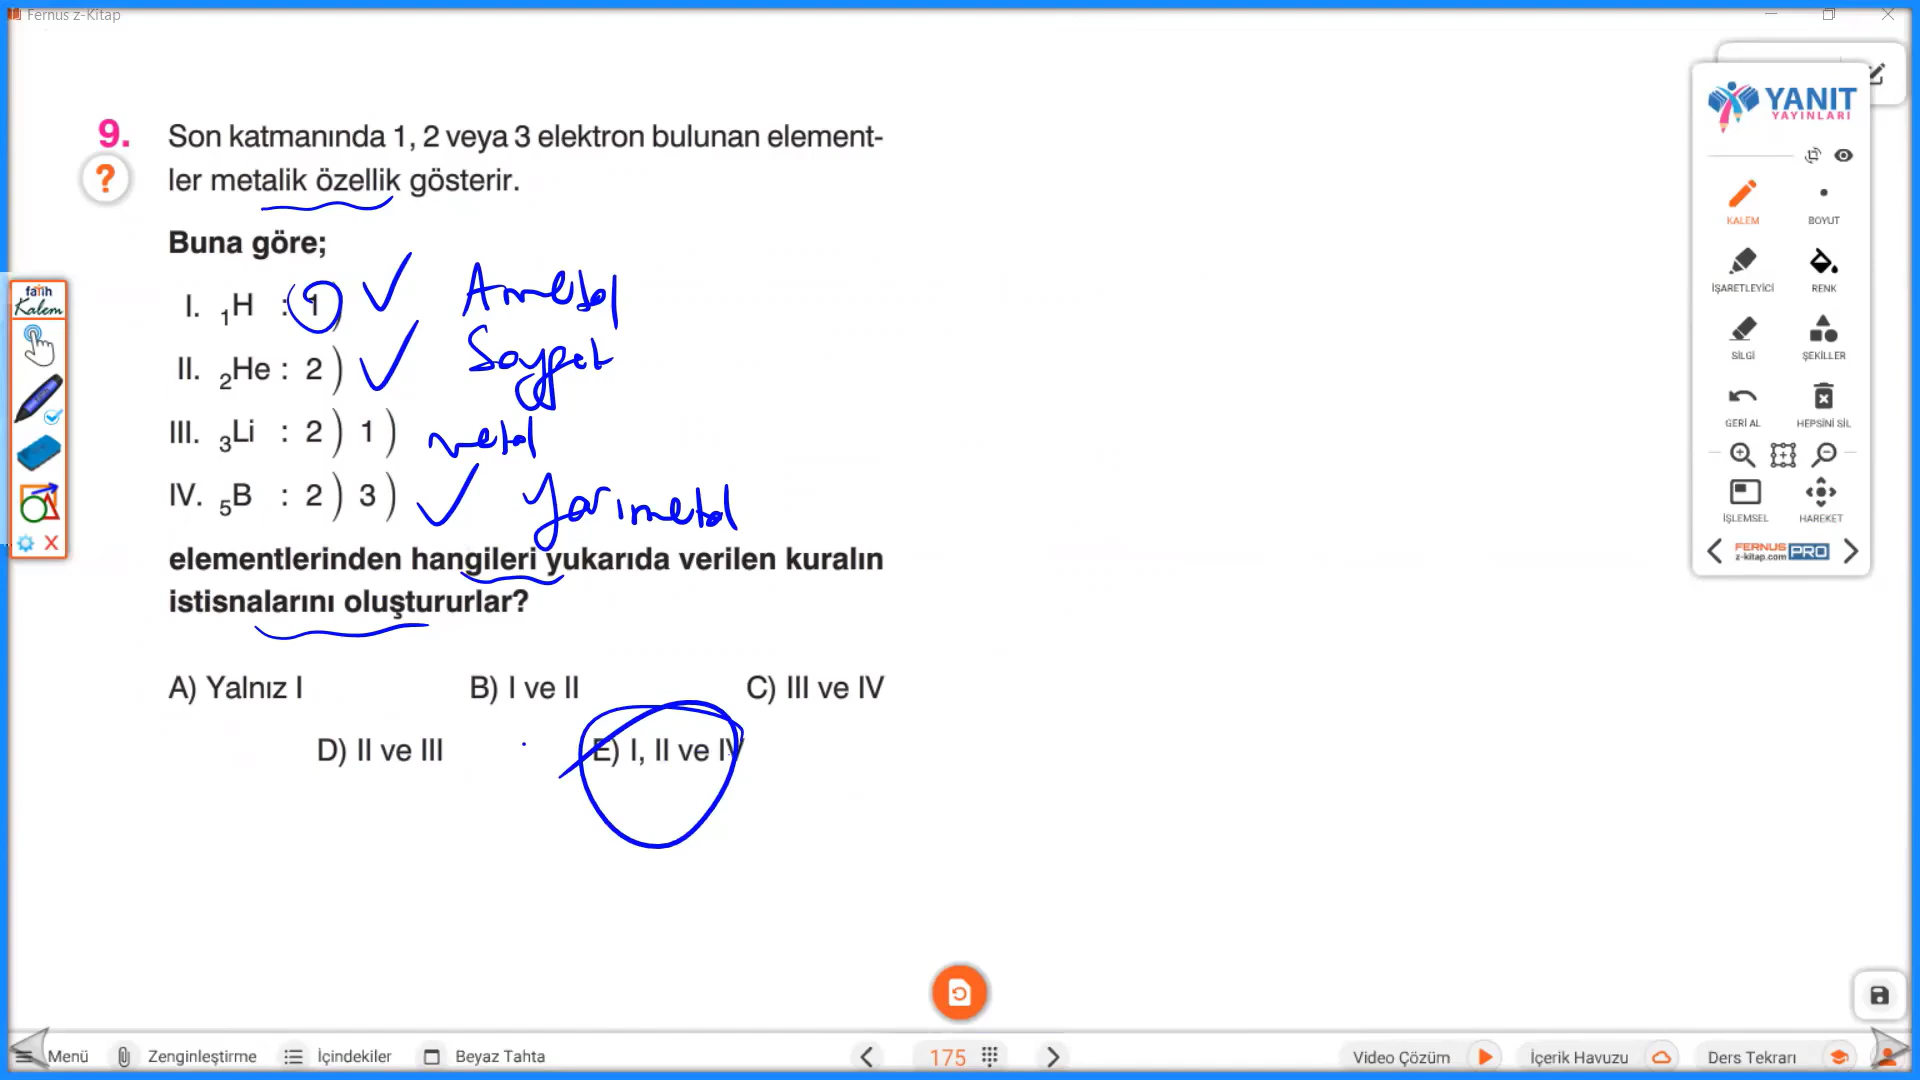 Fernus z-Kitap
9. Son katmanında 1, 2 veya 3 elektron bulunan element-
? ler metalik özellik gösterir.
Buna göre;
I. 1H : 1) Ametal
II. 2He : 2) Soygaz
III. 3Li : 2) 1) metal
IV. 5B : 2) 3) Yarımetal
elementlerinden hangileri yukarıda verilen kuralın
istisnalarını oluştururlar?
A) Yalnız I B) I ve II C) III ve IV
D) II ve III E) I, II ve IV
fatih
Kalem
YANIT
YAYINLARI
KALEM BOYUT
İŞARETLEYİCİ RENK
SİLGİ ŞEKİLLER
GERİ AL HEPSİNİ SİL
İŞLEMSEL HAREKET
FERNUS PRO
z-kitap.com
Menü Zenginleştirme İçindekiler Beyaz Tahta 175 Video Çözüm İçerik Havuzu Ders Tekrarı